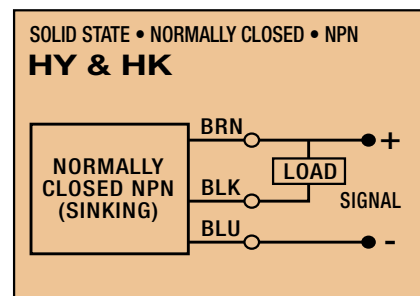 SOLID STATE • NORMALLY CLOSED • NPN
HY & HK
BRN
+
NORMALLY
CLOSED NPN
(SINKING)
LOAD
BLK
SIGNAL
BLU
-